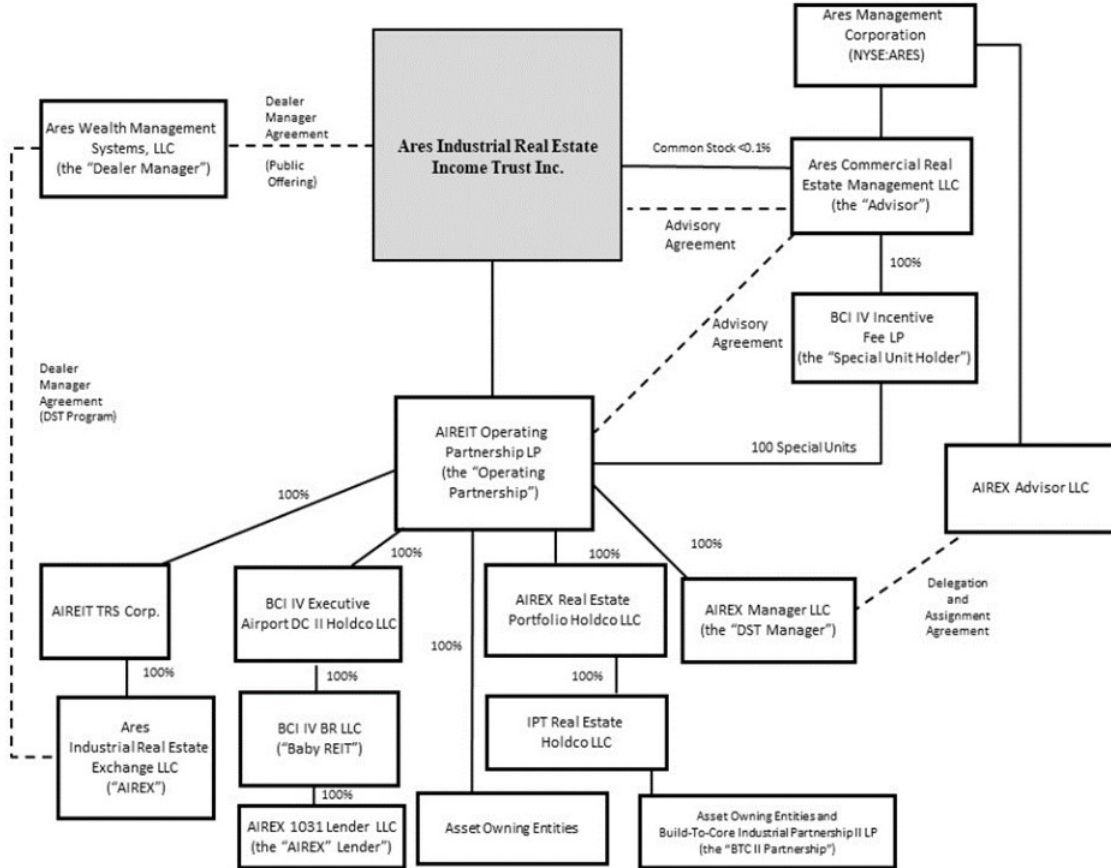 Ares Management
Corporation
(NYSE:ARES)
Dealer
Manager
Agreement
(Public
Offering)
Ares Wealth Management
Systems, LLC
(the “Dealer Manager”)
Ares Industrial Real Estate
Income Trust Inc.
Common Stock <0.1%
Ares Commercial Real
Estate Management LLC
(the “Advisor”)
Advisory
Agreement
100%
BCI IV Incentive
Fee LP
(the “Special Unit Holder”)
Advisory
Agreement
Dealer
Manager
Agreement
(DST Program)
AIREIT Operating
Partnership LP
(the “Operating
Partnership”)
100 Special Units
AIREX Advisor LLC
100%
100%
100%
100%
100%
Delegation
and
Assignment
Agreement
AIREIT TRS Corp.
BCI IV Executive
Airport DC II Holdco LLC
AIREX Real Estate
Portfolio Holdco LLC
AIREX Manager LLC
(the “DST Manager”)
100%
100%
100%
Ares
Industrial Real Estate
Exchange LLC
(“AIREX”)
BCI IV BR LLC
(“Baby REIT”)
IPT Real Estate
Holdco LLC
100%
AIREX 1031 Lender LLC
(the “AIREX” Lender”)
Asset Owning Entities
Asset Owning Entities and
Build-To-Core Industrial Partnership II LP
(the “BTC II Partnership”)